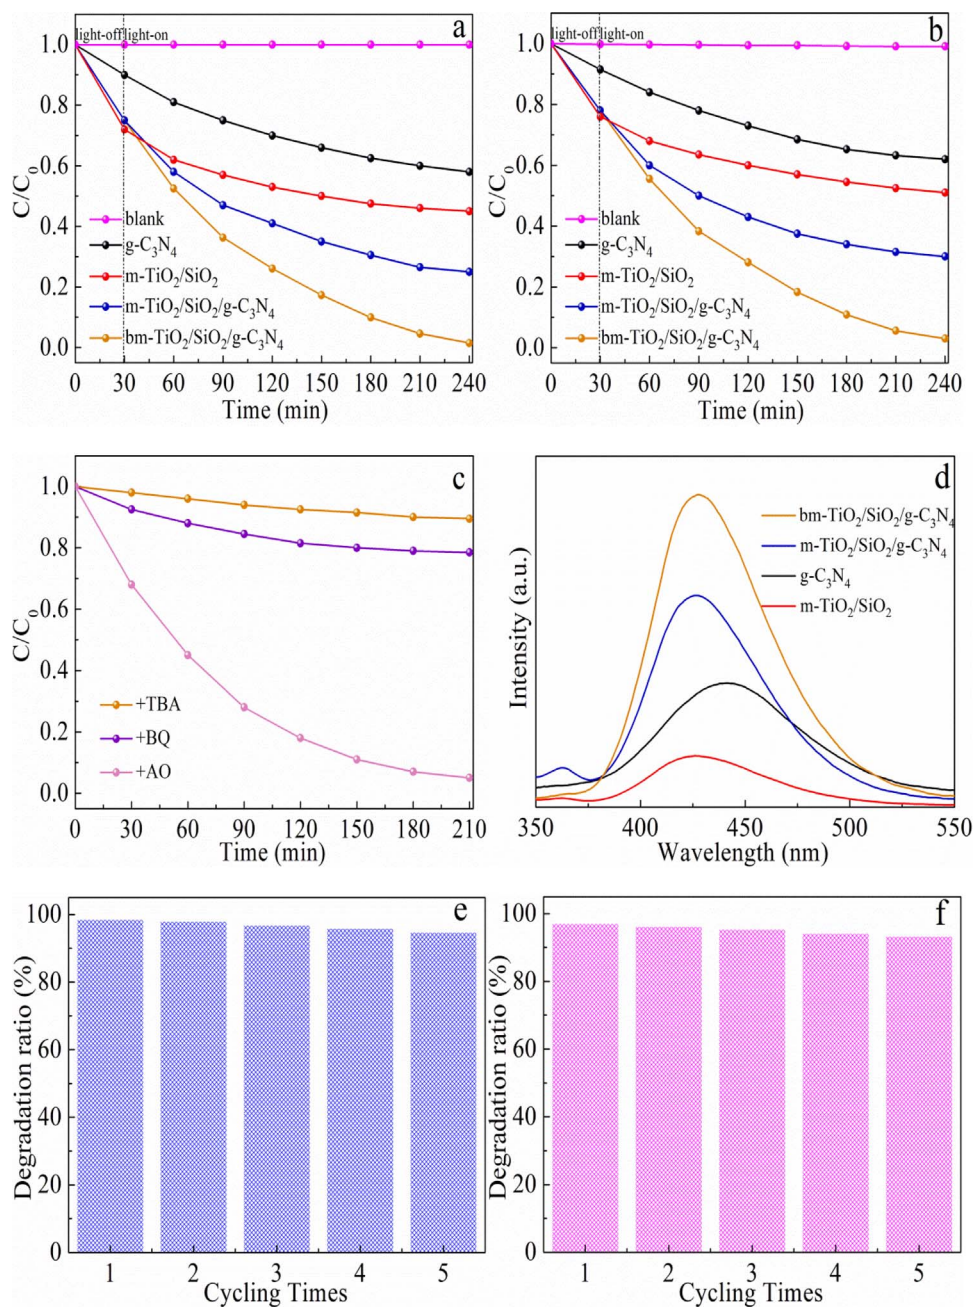 a
light-off light-on
1.0
0.8
0.6
0.4
0.2
0.0
C/C₀
blank
g-C₃N₄
m-TiO₂/SiO₂
m-TiO₂/SiO₂/g-C₃N₄
bm-TiO₂/SiO₂/g-C₃N₄
0 30 60 90 120 150 180 210 240
Time (min)
b
light-off light-on
1.0
0.8
0.6
0.4
0.2
0.0
C/C₀
blank
g-C₃N₄
m-TiO₂/SiO₂
m-TiO₂/SiO₂/g-C₃N₄
bm-TiO₂/SiO₂/g-C₃N₄
0 30 60 90 120 150 180 210 240
Time (min)
c
1.0
0.8
0.6
0.4
0.2
0.0
C/C₀
+TBA
+BQ
+AO
0 30 60 90 120 150 180 210
Time (min)
d
Intensity (a.u.)
bm-TiO₂/SiO₂/g-C₃N₄
m-TiO₂/SiO₂/g-C₃N₄
g-C₃N₄
m-TiO₂/SiO₂
350 400 450 500 550
Wavelength (nm)
e
100
80
60
40
20
0
Degradation ratio (%)
1 2 3 4 5
Cycling Times
f
100
80
60
40
20
0
Degradation ratio (%)
1 2 3 4 5
Cycling Times